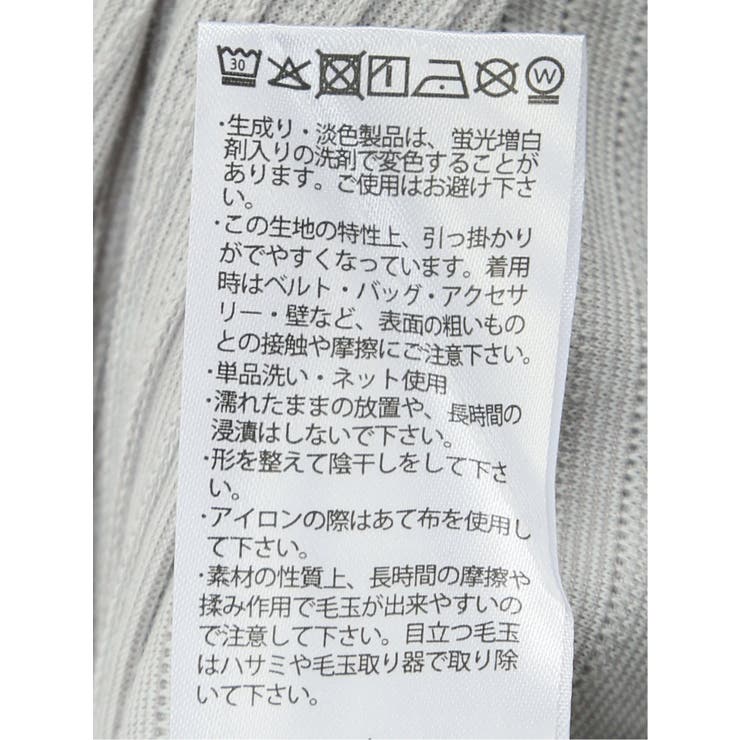 30 W
・生成り・淡色製品は、蛍光増白
剤入りの洗剤で変色することが
あります。ご使用はお避け下さ
い。
・この生地の特性上、引っ掛かり
がでやすくなっています。着用
時はベルト・バッグ・アクセサ
リー・壁など、表面の粗いもの
との接触や摩擦にご注意下さい。
・単品洗い・ネット使用
・濡れたままの放置や、長時間の
浸漬はしないで下さい。
・形を整えて陰干しをして下さ
い。
・アイロンの際はあて布を使用し
て下さい。
・素材の性質上、長時間の摩擦や
揉み作用で毛玉が出来やすいの
で注意して下さい。目立つ毛玉
はハサミや毛玉取り器で取り除
いて下さい。